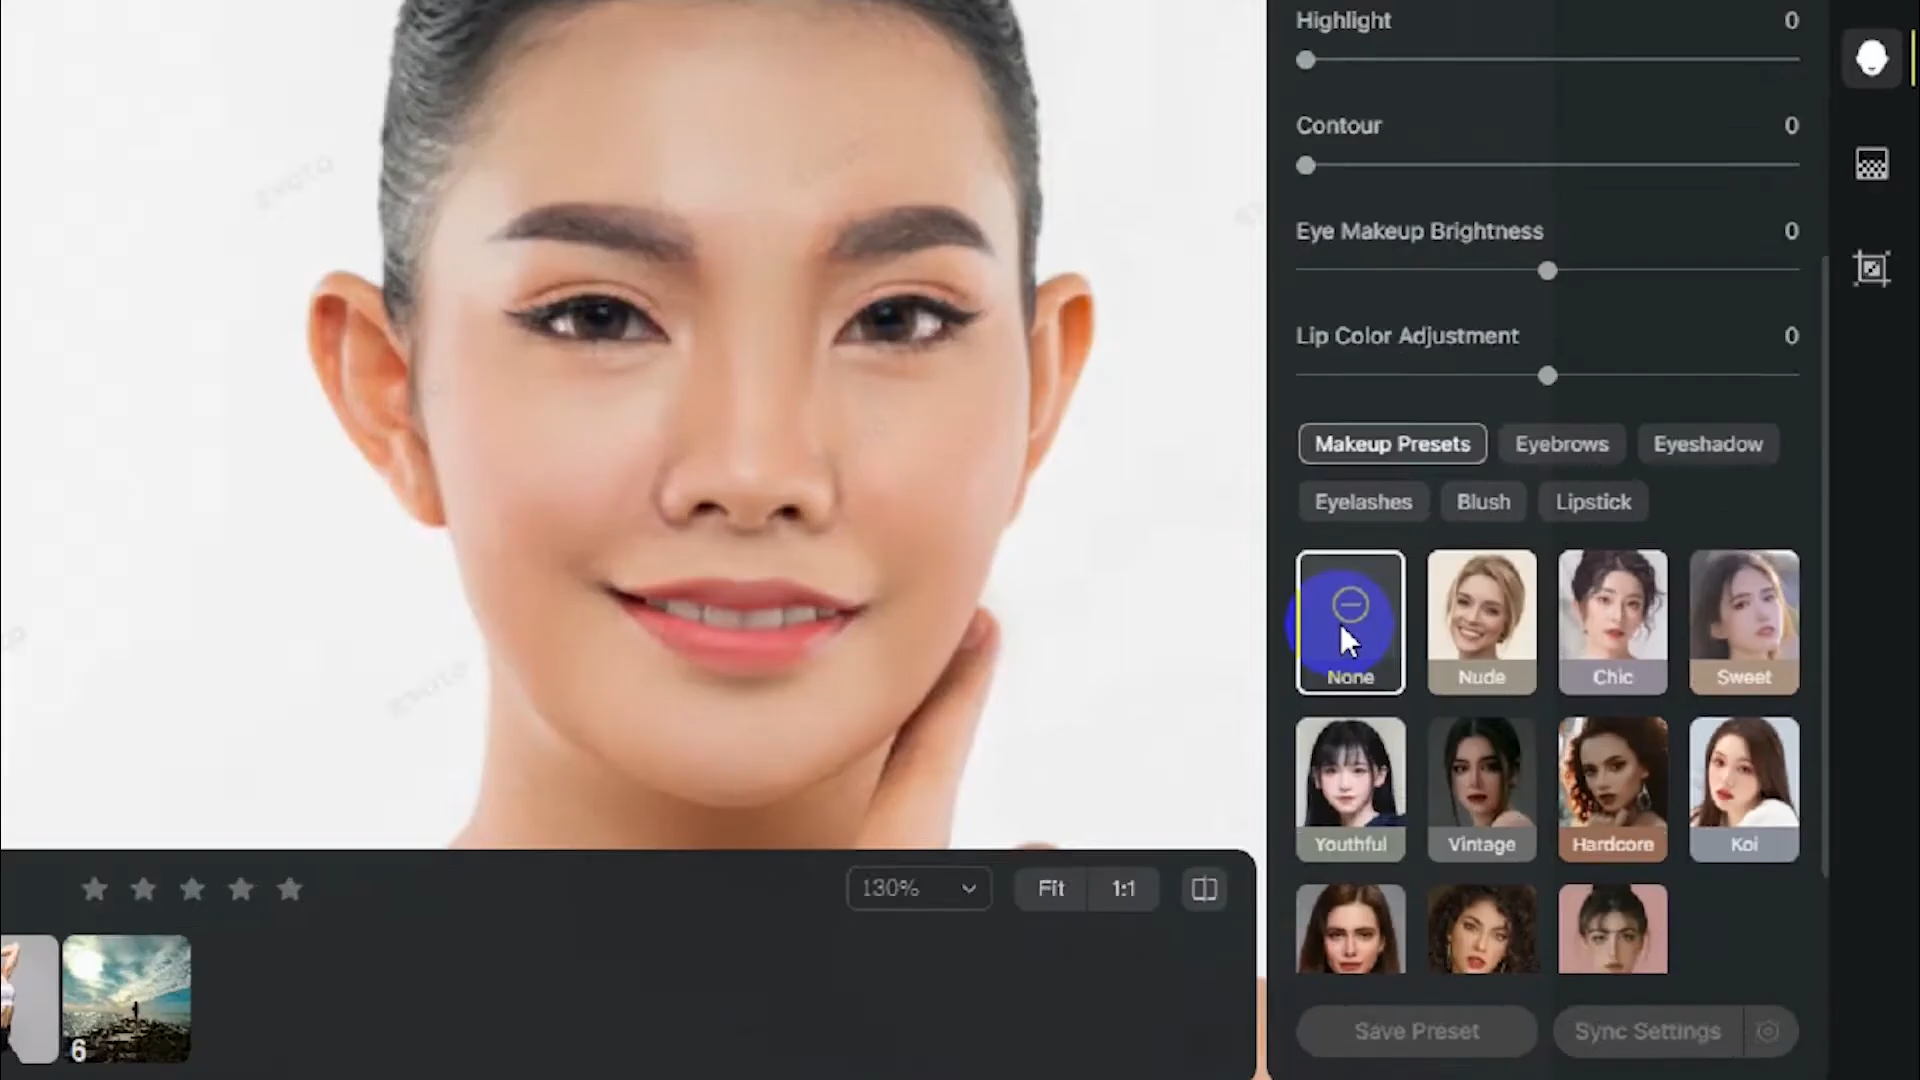 Highlight 0
Contour 0
Eye Makeup Brightness 0
Lip Color Adjustment 0
Makeup Presets Eyebrows Eyeshadow
Eyelashes Blush Lipstick
None Nude Chic Sweet
Youthful Vintage Hardcore Koi
130% Fit 1:1
6
Save Preset Sync Settings
EVOTO